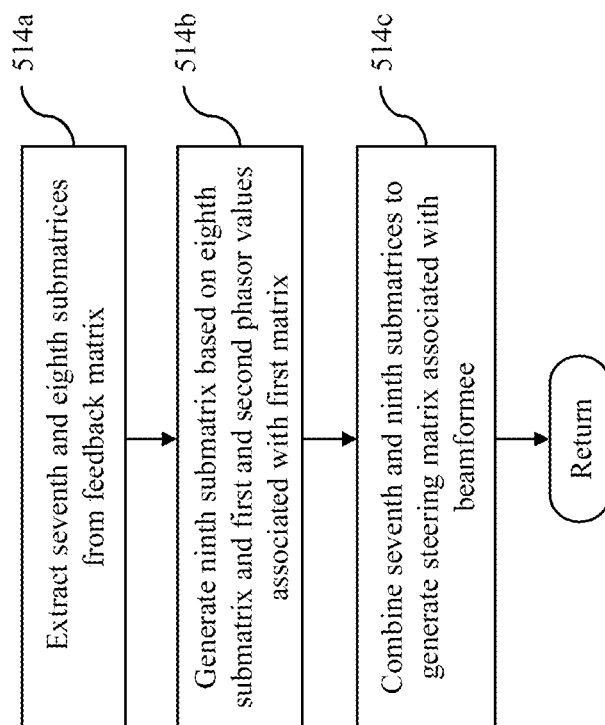 514a
Extract seventh and eighth submatrices
from feedback matrix
514b
Generate ninth submatrix based on eighth
submatrix and first and second phasor values
associated with first matrix
514c
Combine seventh and ninth submatrices to
generate steering matrix associated with
beamformee
Return